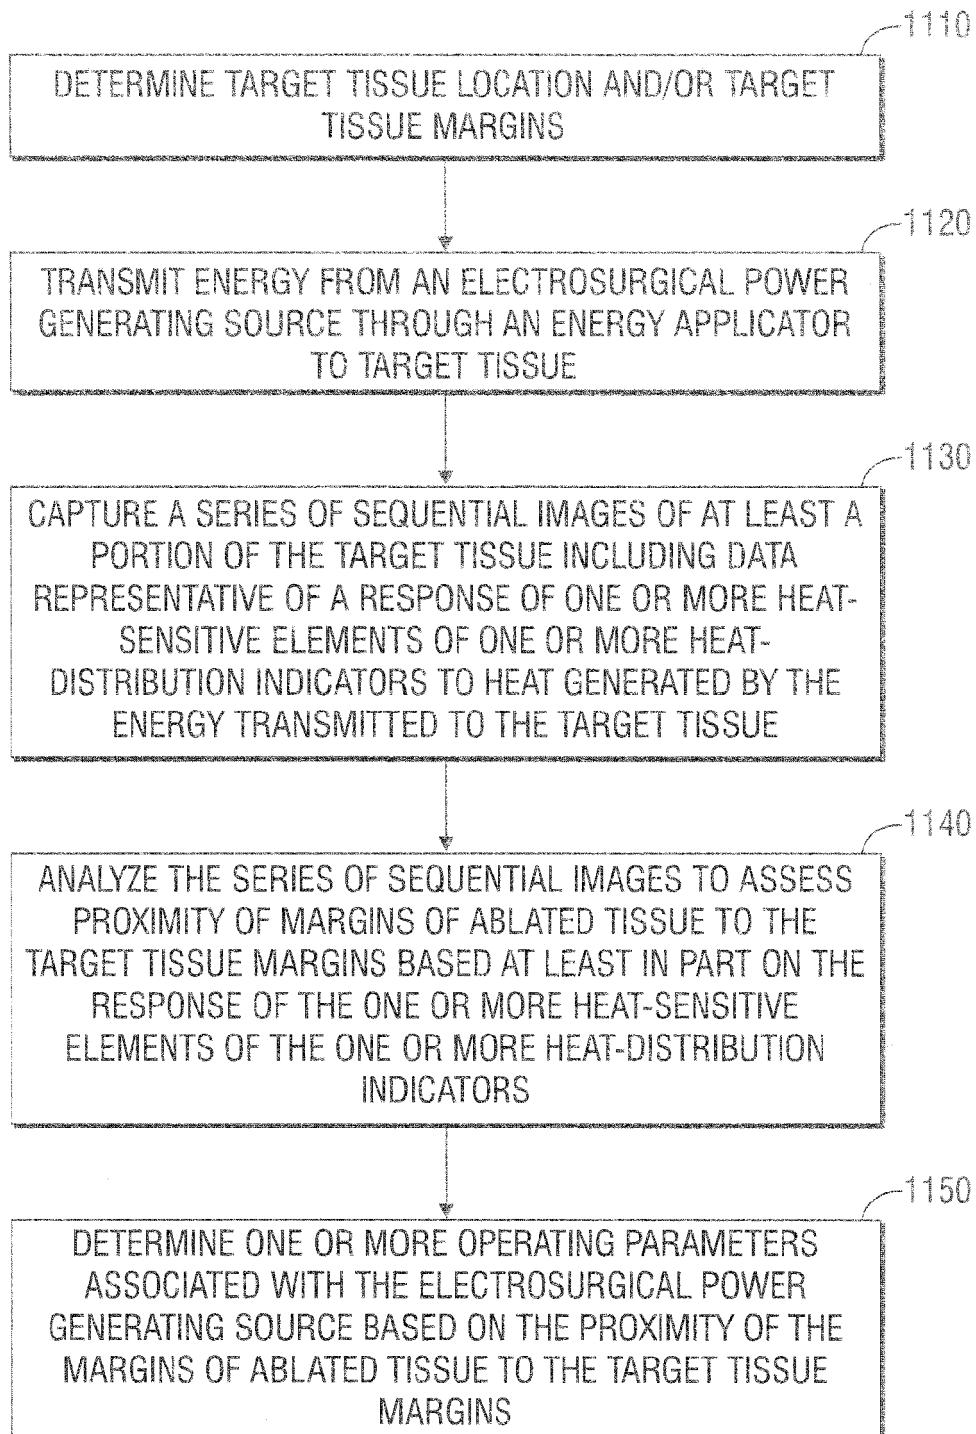 1110
DETERMINE TARGET TISSUE LOCATION AND/OR TARGET
TISSUE MARGINS
1120
TRANSMIT ENERGY FROM AN ELECTROSURGICAL POWER
GENERATING SOURCE THROUGH AN ENERGY APPLICATOR
TO TARGET TISSUE
1130
CAPTURE A SERIES OF SEQUENTIAL IMAGES OF AT LEAST A
PORTION OF THE TARGET TISSUE INCLUDING DATA
REPRESENTATIVE OF A RESPONSE OF ONE OR MORE HEAT-
SENSITIVE ELEMENTS OF ONE OR MORE HEAT-
DISTRIBUTION INDICATORS TO HEAT GENERATED BY THE
ENERGY TRANSMITTED TO THE TARGET TISSUE
1140
ANALYZE THE SERIES OF SEQUENTIAL IMAGES TO ASSESS
PROXIMITY OF MARGINS OF ABLATED TISSUE TO THE
TARGET TISSUE MARGINS BASED AT LEAST IN PART ON THE
RESPONSE OF THE ONE OR MORE HEAT-SENSITIVE
ELEMENTS OF THE ONE OR MORE HEAT-DISTRIBUTION
INDICATORS
1150
DETERMINE ONE OR MORE OPERATING PARAMETERS
ASSOCIATED WITH THE ELECTROSURGICAL POWER
GENERATING SOURCE BASED ON THE PROXIMITY OF THE
MARGINS OF ABLATED TISSUE TO THE TARGET TISSUE
MARGINS